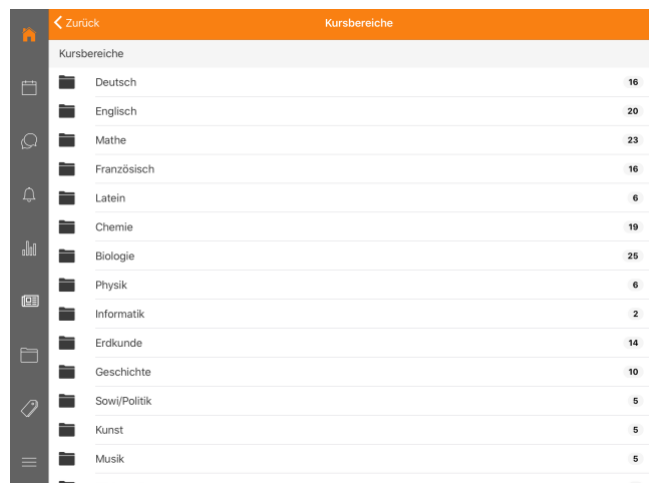 Zurück Kursbereiche
Kursbereiche
Deutsch 16
Englisch 20
Mathe 23
Französisch 16
Latein 6
Chemie 19
Biologie 25
Physik 6
Informatik 2
Erdkunde 14
Geschichte 10
Sowi/Politik 5
Kunst 5
Musik 5